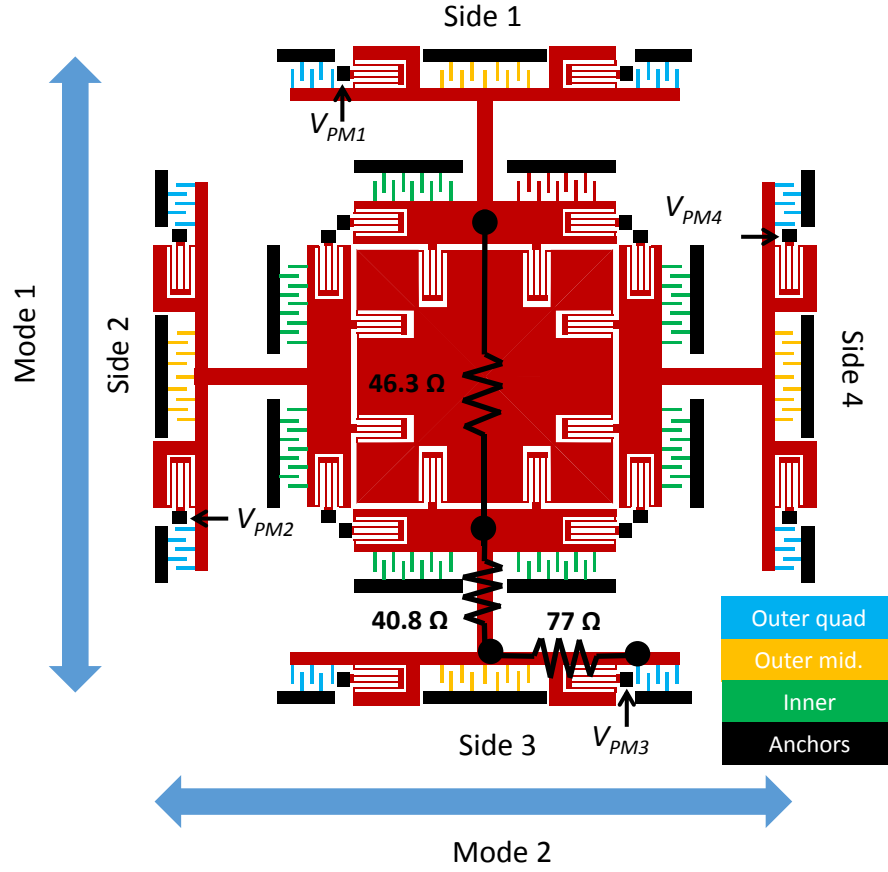 Side 1
V_PM1
V_PM4
Mode 1
Side 2
46.3 Ω
Side 4
V_PM2
40.8 Ω
77 Ω
Outer quad
Outer mid.
Inner
Anchors
Side 3
V_PM3
Mode 2